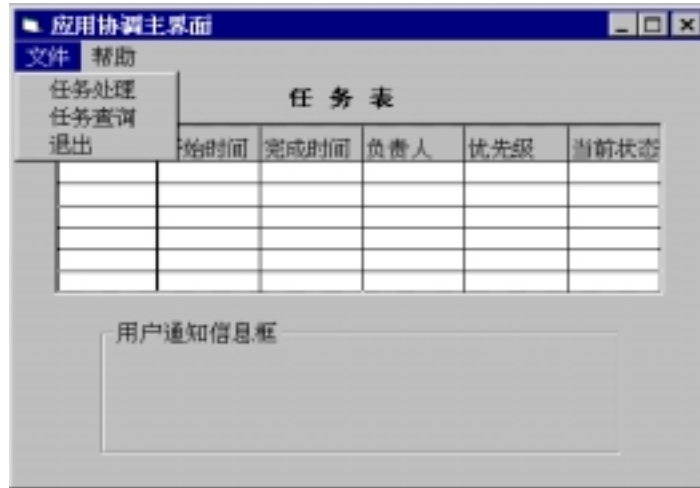 应用协调主界面
文件 帮助
任务处理
任务查询
退出
任务表
始时间 完成时间 负责人 优先级 当前状态
用户通知信息框